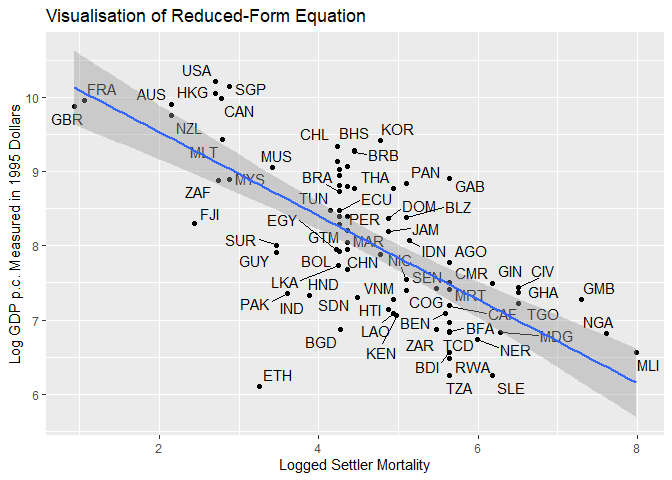 Visualisation of Reduced-Form Equation
USA
SGP
FRA
AUS
HKG
10
GBR
CAN
NZL
CHL
BHS
KOR
MLT
MUS
BRB
9
MYS
BRA
THA
PAN
ZAF
TUN
ECU
GAB
FJI
EGY
PER
DOM
BLZ
JAM
8
SUR
GTM
MAR
IDN
AGO
GUY
BOL
CHN
NIC
SEN
CMR
GIN
CIV
LKA
HND
VNM
MRT
GHA
GMB
PAK
IND
SDN
HTI
COG
CAF
TGO
7
LAO
BEN
BFA
MDG
NGA
BGD
KEN
ZAR
TCD
NER
BDI
RWA
MLI
ETH
TZA
SLE
6
Log GDP p.c. Measured in 1995 Dollars
2
4
6
8
Logged Settler Mortality